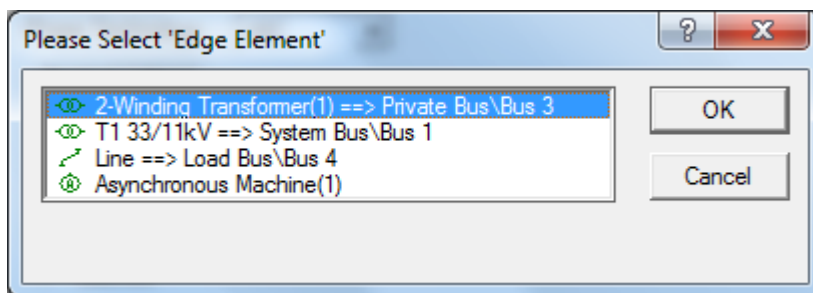 Please Select 'Edge Element'
2-Winding Transformer(1) ==> Private Bus\Bus 3
T1 33/11kV ==> System Bus\Bus 1
Line ==> Load Bus\Bus 4
Asynchronous Machine(1)
OK
Cancel